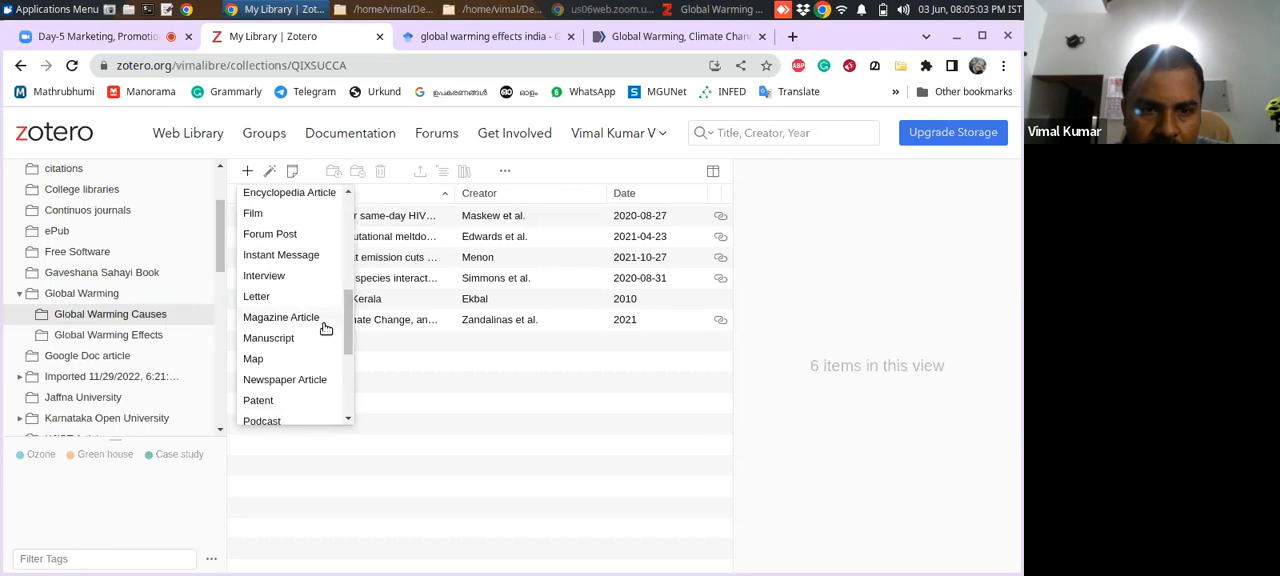 Applications Menu
My Library | Zot...
/home/vimal/De...
/home/vimal/De...
us06web.zoom.u...
Global Warming ...
03 Jun, 08:05:03 PM IST
Day-5 Marketing, Promotio
My Library | Zotero
global warming effects india - G
Global Warming, Climate Chan
zotero.org/vimalibre/collections/QIXSUCCA
Mathrubhumi
Manorama
Grammarly
Telegram
Urkund
ഉപകരണങ്ങൾ
ഓളം
WhatsApp
MGUNet
INFED
Translate
»
Other bookmarks
zotero
Web Library
Groups
Documentation
Forums
Get Involved
Vimal Kumar V
Title, Creator, Year
Upgrade Storage
Vimal Kumar
citations
College libraries
Continuos journals
ePub
Free Software
Gaveshana Sahayi Book
Global Warming
Global Warming Causes
Global Warming Effects
Google Doc article
Imported 11/29/2022, 6:21:...
Jaffna University
Karnataka Open University
Ozone
Green house
Case study
Filter Tags
Encyclopedia Article
Film
Forum Post
Instant Message
Interview
Letter
Magazine Article
Manuscript
Map
Newspaper Article
Patent
Podcast
Creator
Date
r same-day HIV...
Maskew et al.
2020-08-27
utational meltdo...
Edwards et al.
2021-04-23
at emission cuts ...
Menon
2021-10-27
species interact...
Simmons et al.
2020-08-31
Kerala
Ekbal
2010
mate Change, an...
Zandalinas et al.
2021
6 items in this view